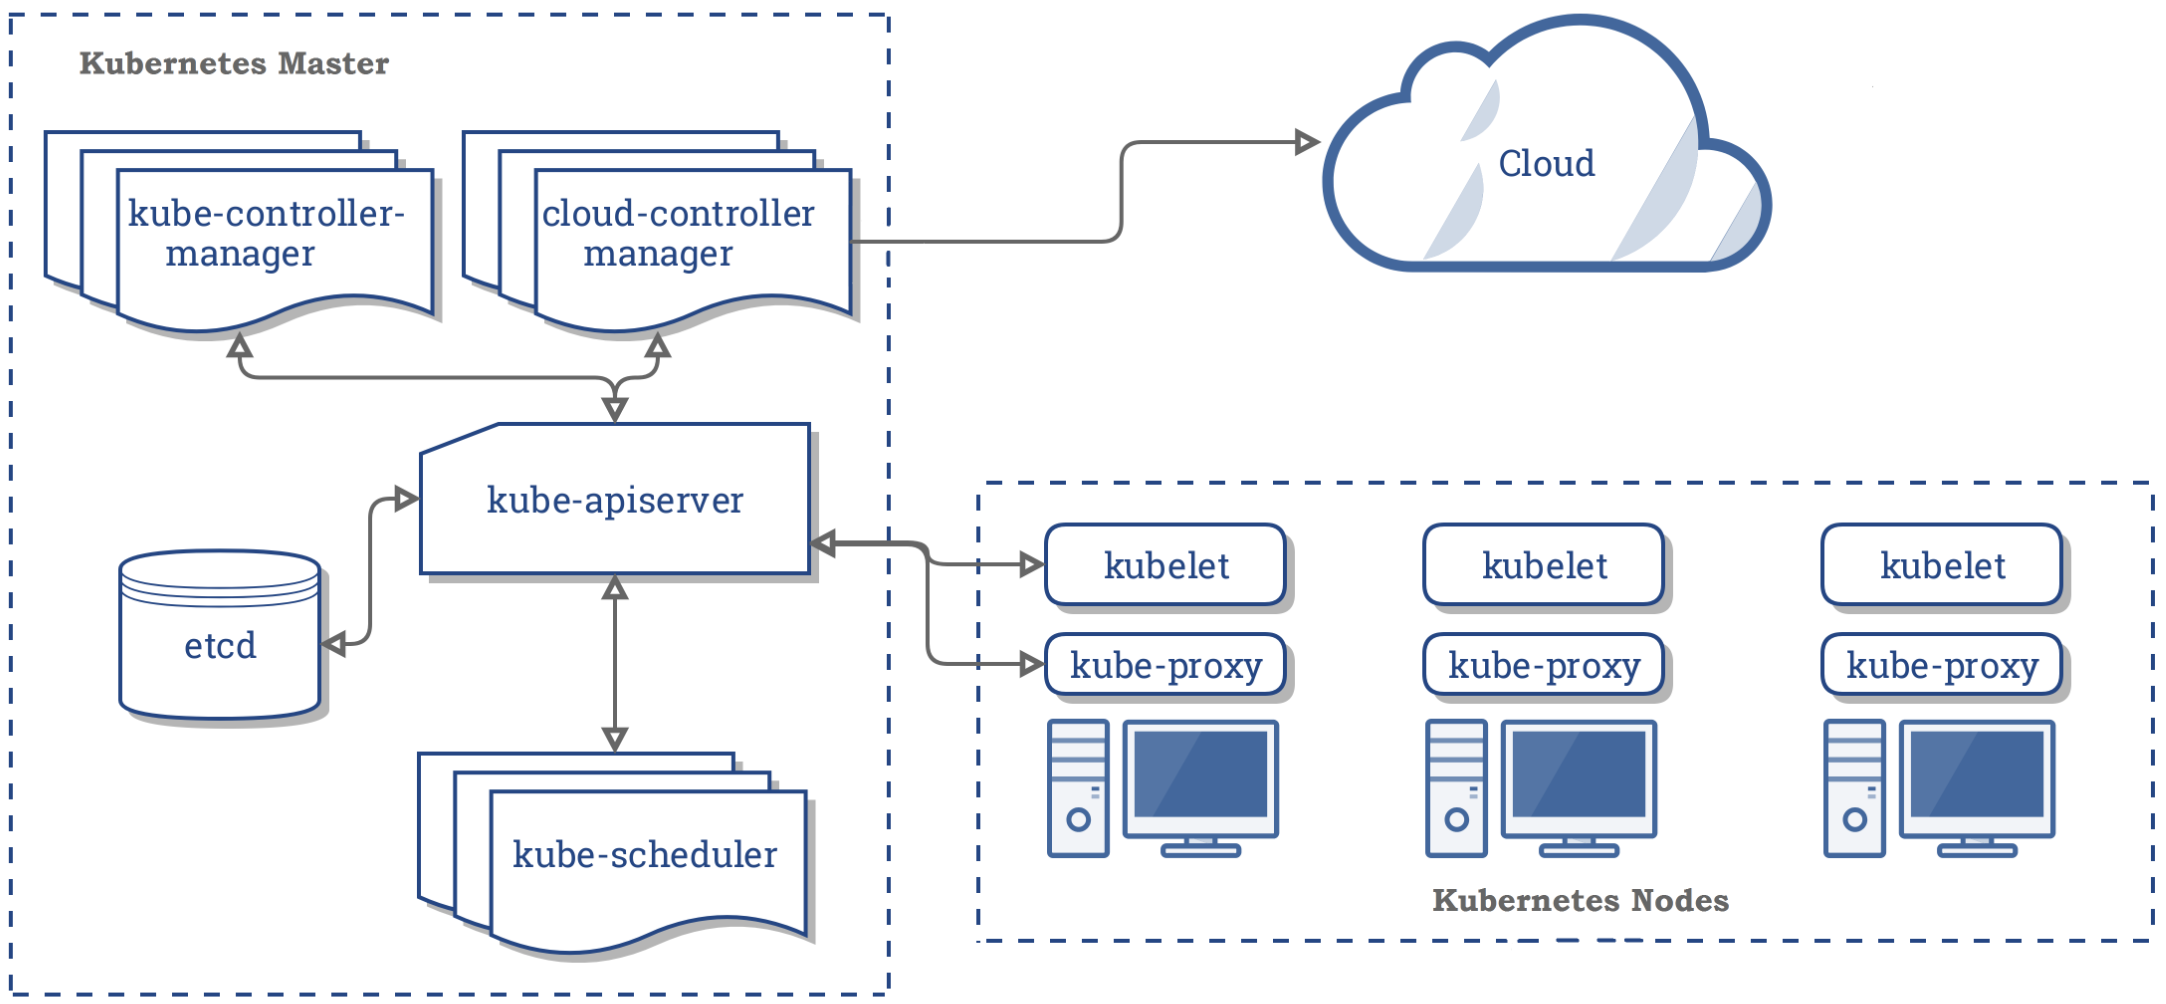 Kubernetes Master
kube-controller-
manager
cloud-controller
manager
Cloud
kube-apiserver
etcd
kube-scheduler
kubelet
kubelet
kubelet
kube-proxy
kube-proxy
kube-proxy
Kubernetes Nodes